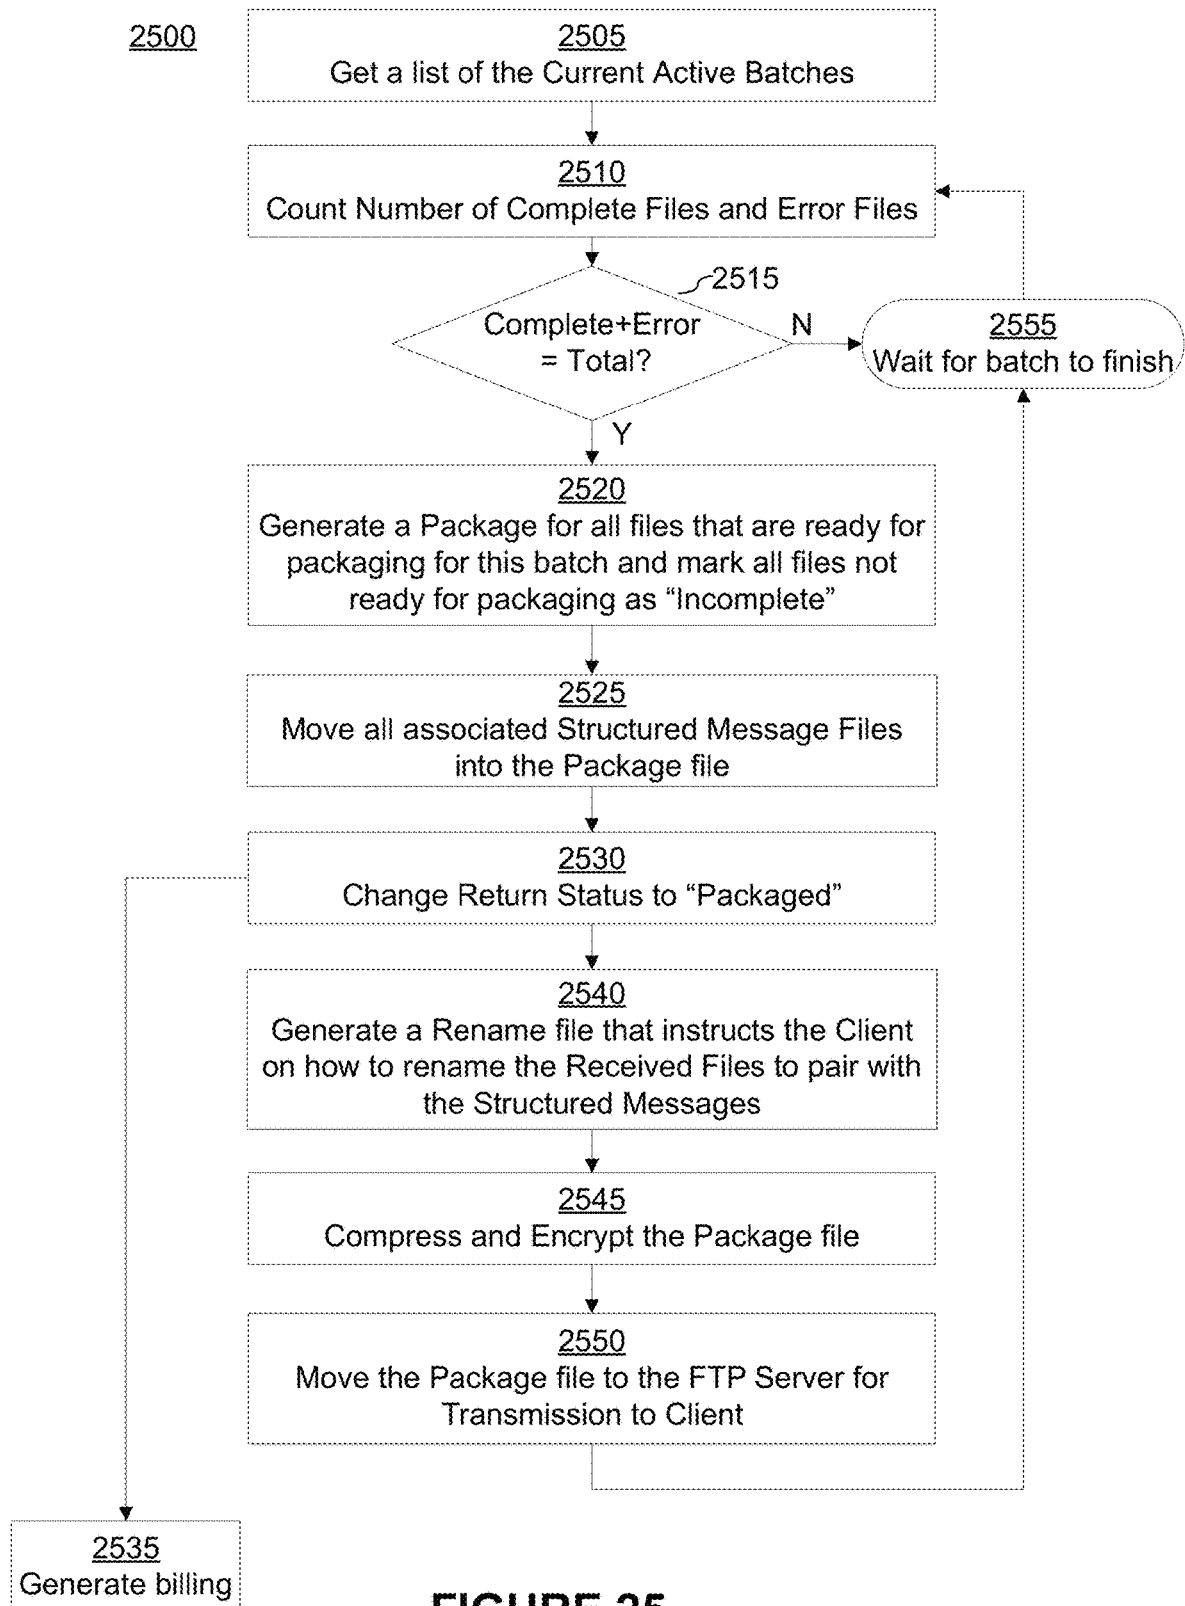 2500
2505
Get a list of the Current Active Batches
2510
Count Number of Complete Files and Error Files
2515
Complete+Error
= Total?
N
2555
Wait for batch to finish
Y
2520
Generate a Package for all files that are ready for
packaging for this batch and mark all files not
ready for packaging as “Incomplete”
2525
Move all associated Structured Message Files
into the Package file
2530
Change Return Status to “Packaged”
2540
Generate a Rename file that instructs the Client
on how to rename the Received Files to pair with
the Structured Messages
2545
Compress and Encrypt the Package file
2550
Move the Package file to the FTP Server for
Transmission to Client
2535
Generate billing
FIGURE 25